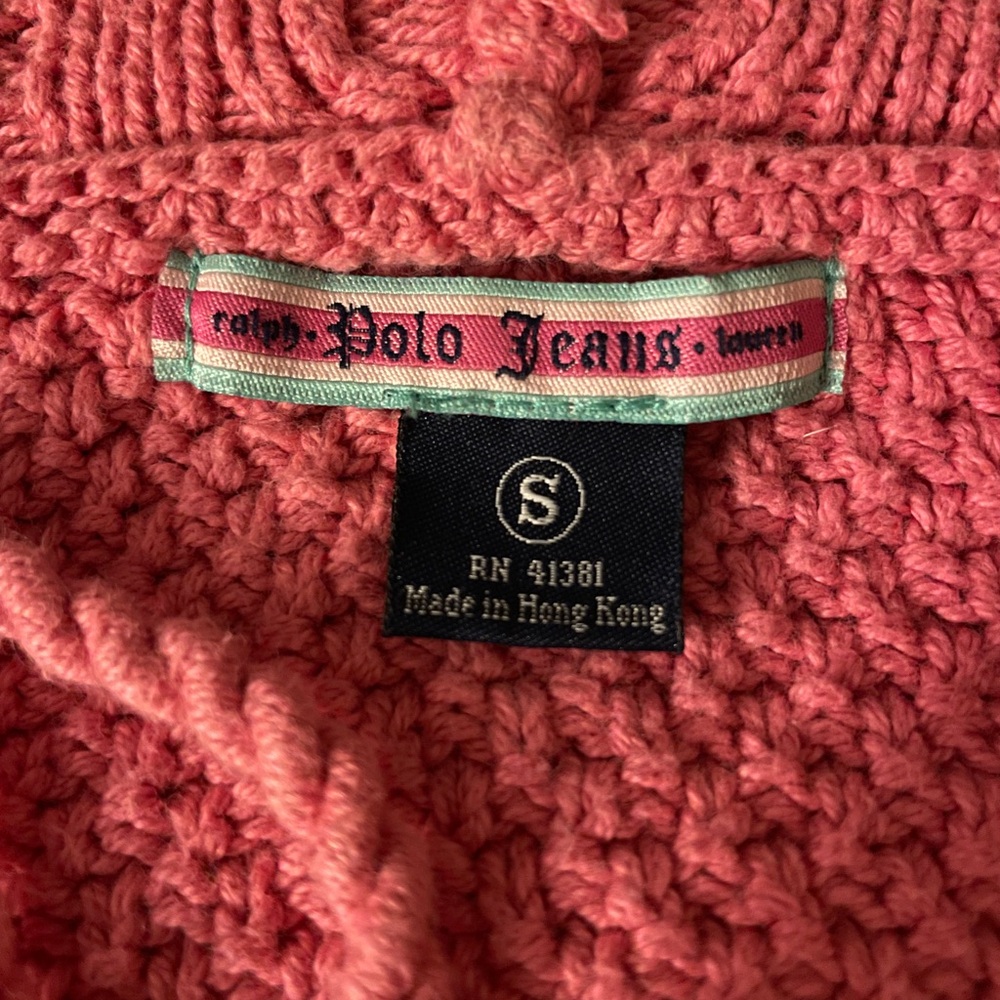 ralph • Polo Jeans • lauren
S
RN 41381
Made in Hong Kong